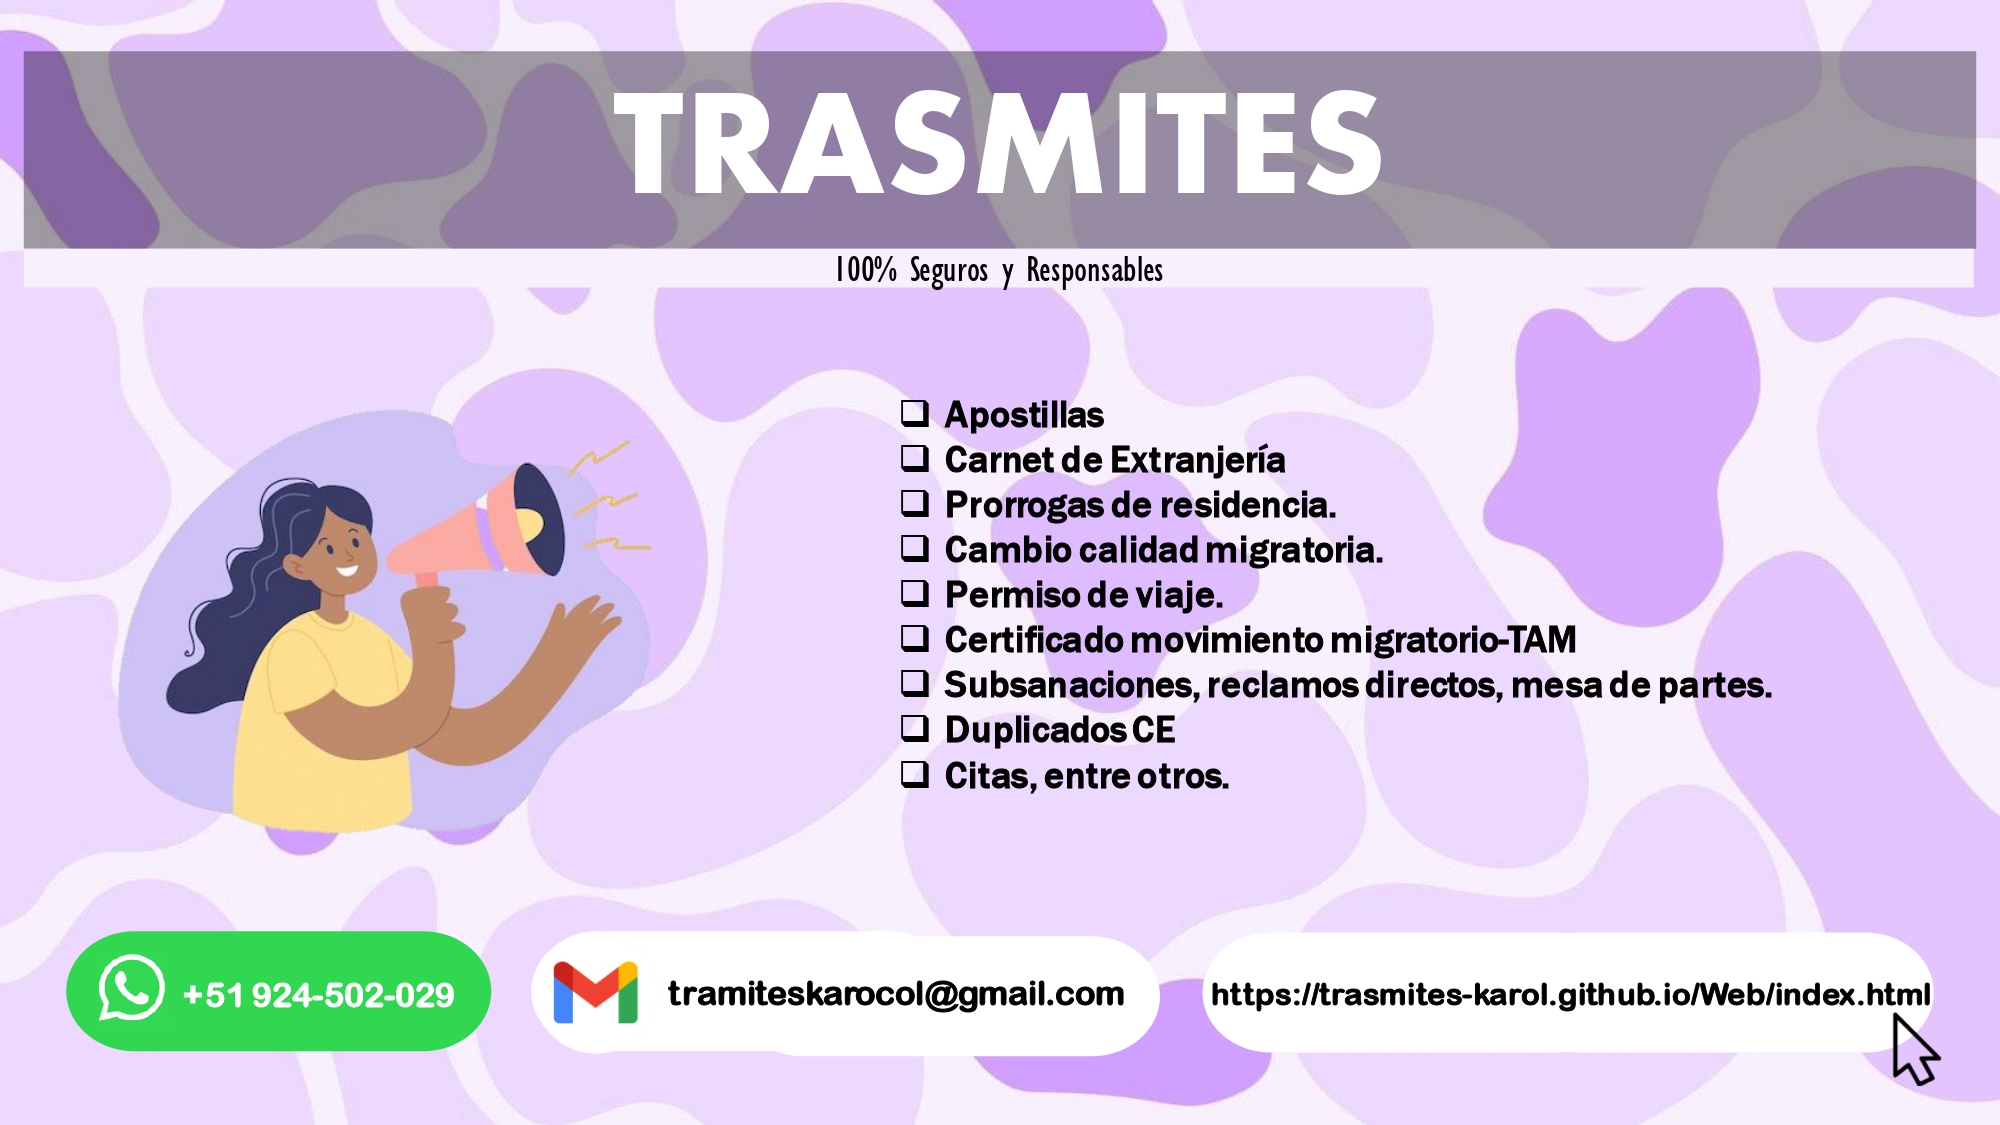 TRASMITES
100% Seguros y Responsables
Apostillas
Carnet de Extranjería
Prorrogas de residencia.
Cambio calidad migratoria.
Permiso de viaje.
Certificado movimiento migratorio-TAM
Subsanaciones, reclamos directos, mesa de partes.
Duplicados CE
Citas, entre otros.
+51 924-502-029
tramiteskarocol@gmail.com
https://trasmites-karol.github.io/Web/index.html